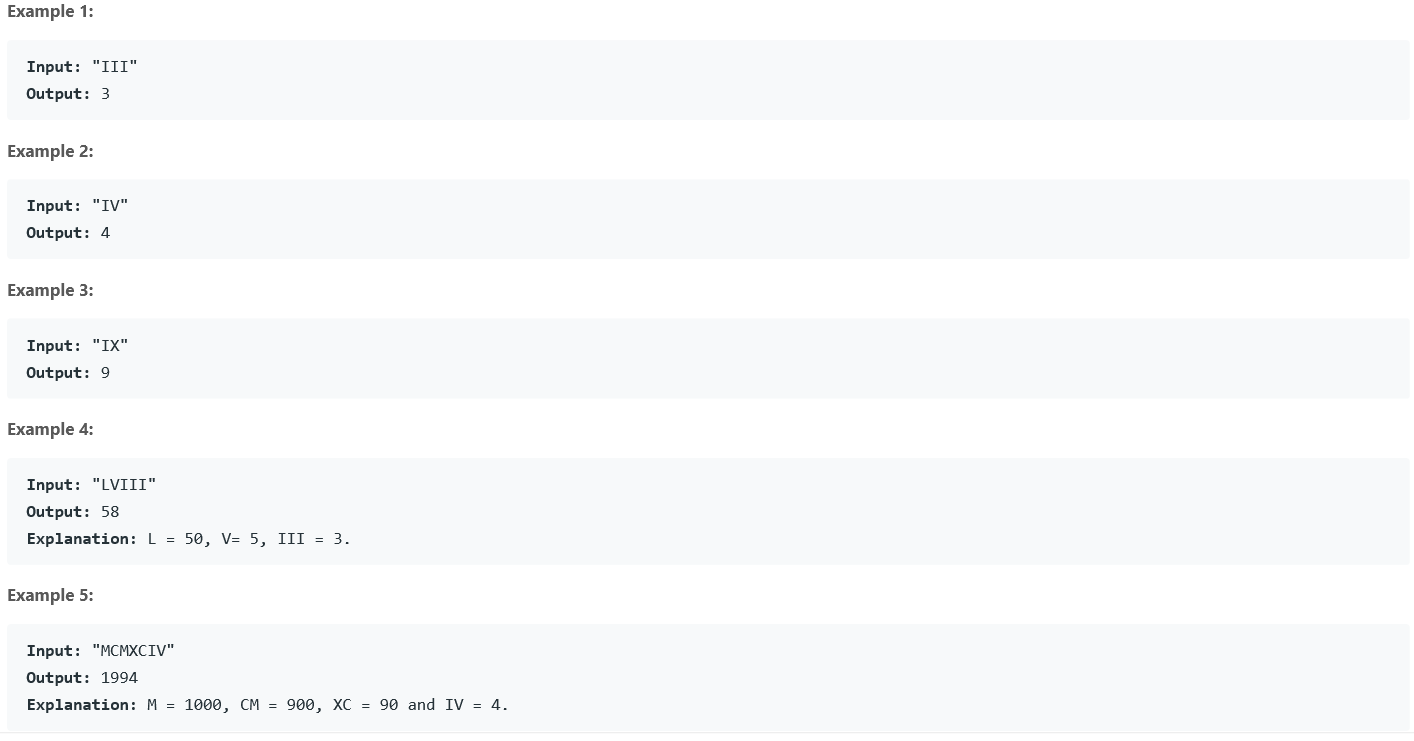 Example 1:
Input: "III"
Output: 3
Example 2:
Input: "IV"
Output: 4
Example 3:
Input: "IX"
Output: 9
Example 4:
Input: "LVIII"
Output: 58
Explanation: L = 50, V= 5, III = 3.
Example 5:
Input: "MCMXCIV"
Output: 1994
Explanation: M = 1000, CM = 900, XC = 90 and IV = 4.